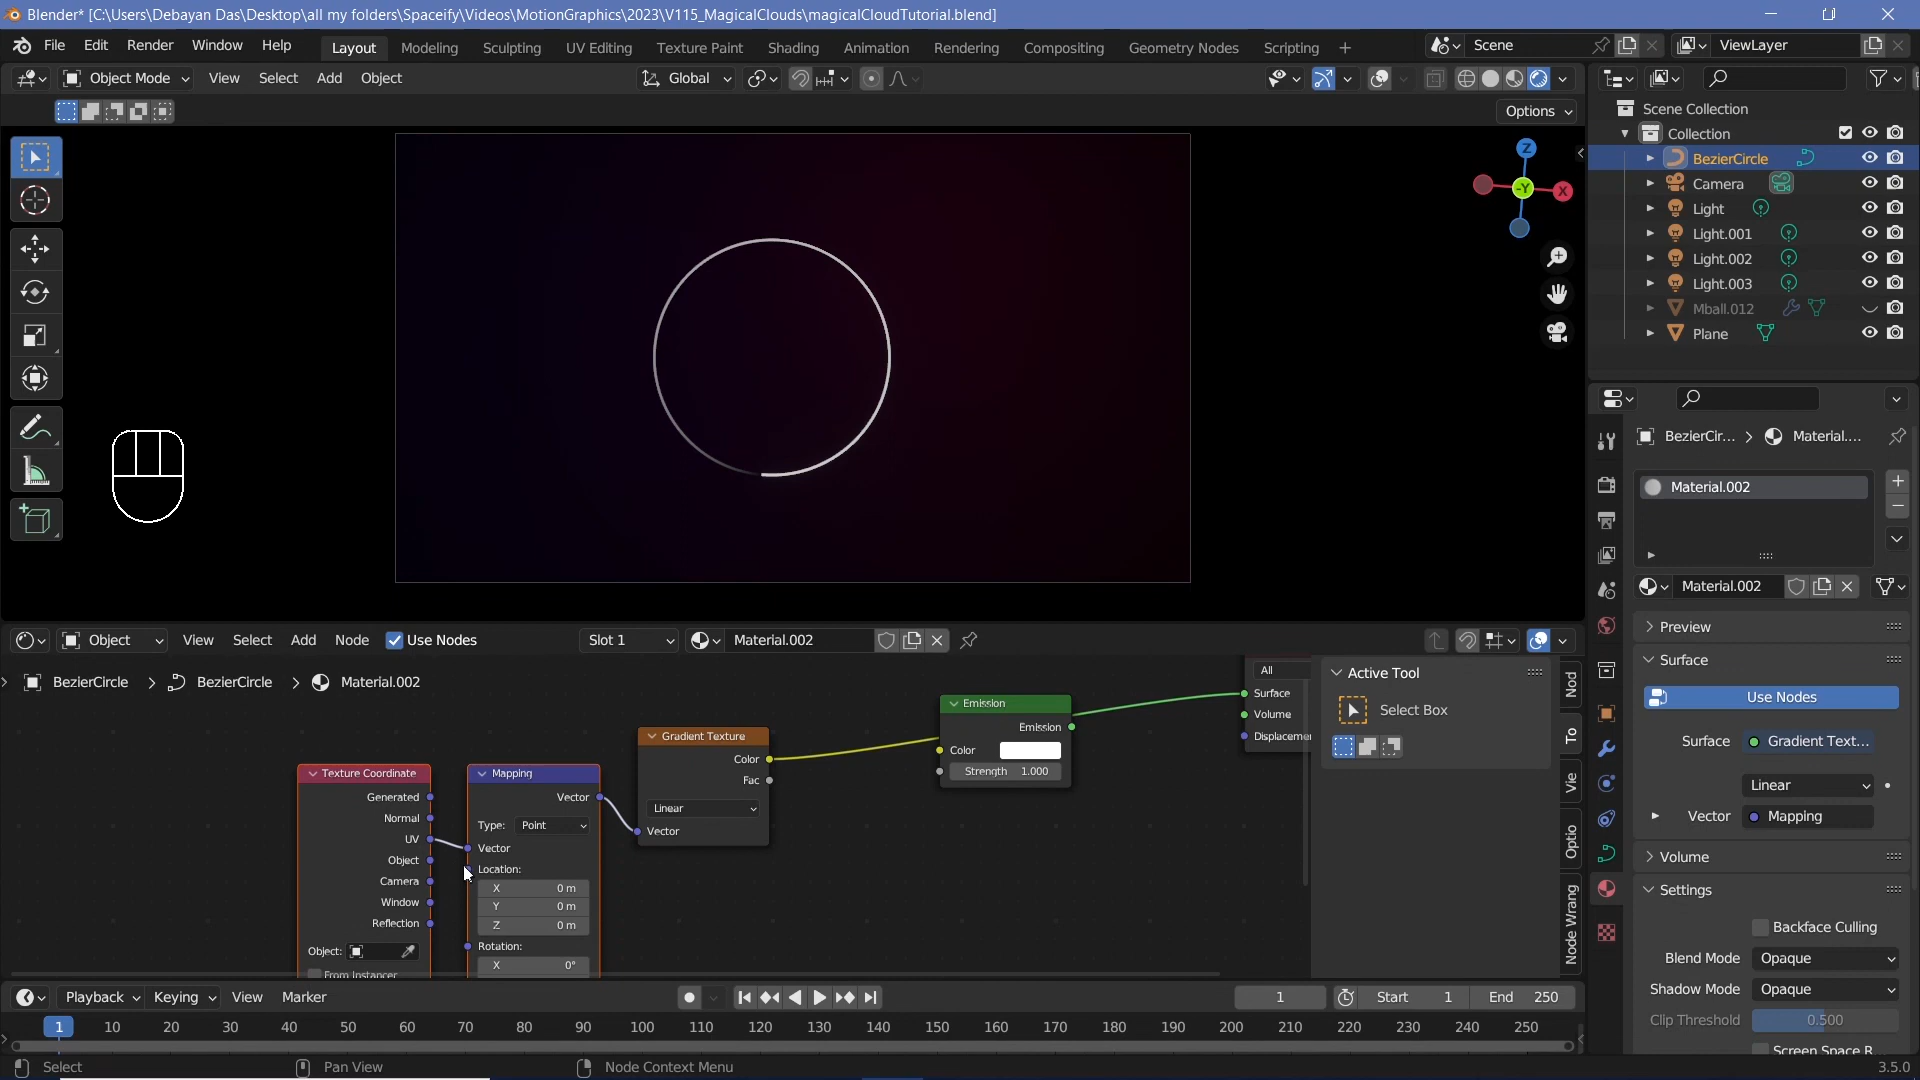 Blender* [C:\Users\Debayan Das\Desktop\all my folders\Spaceify\Videos\MotionGraphics\2023\V115_MagicalClouds\magicalCloudTutorial.blend]
File Edit Render Window Help Layout Modeling Sculpting UV Editing Texture Paint Shading Animation Rendering Compositing Geometry Nodes Scripting + Scene ViewLayer
Object Mode View Select Add Object Global
Options
Scene Collection
Collection
BezierCircle
Camera
Light
Light.001
Light.002
Light.003
Mball.012
Plane
Z
-Y
X
BezierCir... > Material....
Material.002
Material.002
Preview
Surface
Use Nodes
Surface Gradient Text...
Linear
Vector Mapping
Volume
Settings
Backface Culling
Blend Mode Opaque
Shadow Mode Opaque
Clip Threshold 0.500
Screen Space R
Object View Select Add Node Use Nodes Slot 1 Material.002
BezierCircle > BezierCircle > Material.002
Texture Coordinate
Generated
Normal
UV
Object
Camera
Window
Reflection
Object:
From Instancer
Mapping
Vector
Type: Point
Vector
Location:
X 0 m
Y 0 m
Z 0 m
Rotation:
X 0°
Gradient Texture
Color
Fac
Linear
Vector
Emission
Emission
Color
Strength 1.000
All
Surface
Volume
Displacemer
Active Tool
Select Box
Nod
To
Vie
Optio
Node Wrang
Playback Keying View Marker 1 Start 1 End 250
1 10 20 30 40 50 60 70 80 90 100 110 120 130 140 150 160 170 180 190 200 210 220 230 240 250
Select Pan View Node Context Menu 3.5.0